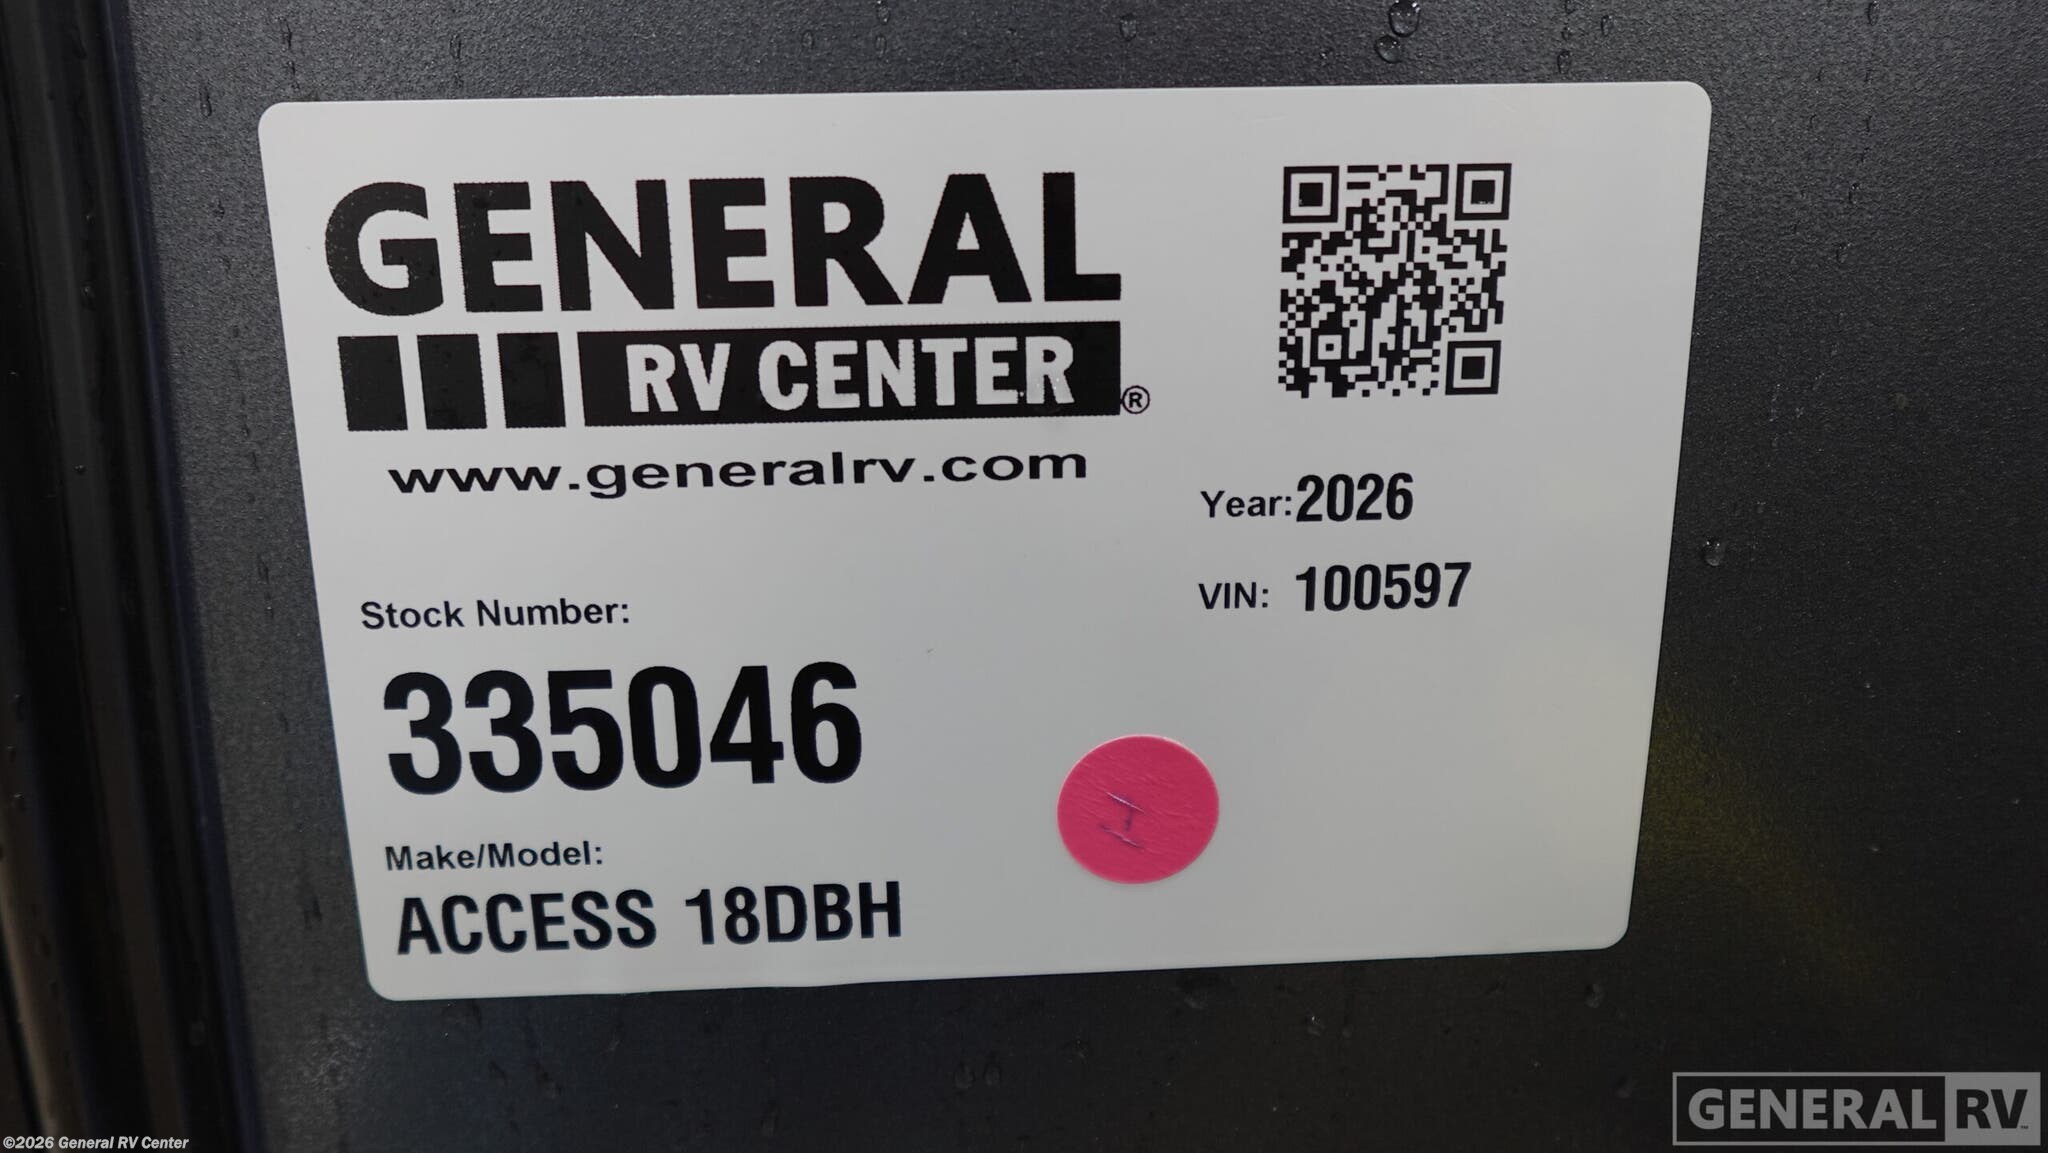 GENERAL
RV CENTER®
www.generalrv.com
Year: 2026
VIN: 100597
Stock Number:
335046
I
Make/Model:
ACCESS 18DBH
GENERAL RV™
©2026 General RV Center